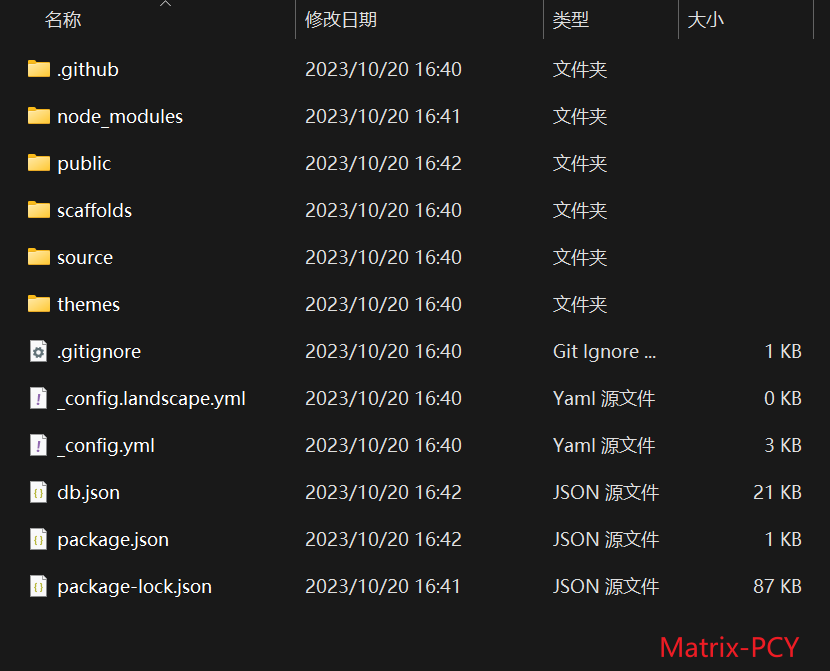 名称 修改日期 类型 大小
.github 2023/10/20 16:40 文件夹
node_modules 2023/10/20 16:41 文件夹
public 2023/10/20 16:42 文件夹
scaffolds 2023/10/20 16:40 文件夹
source 2023/10/20 16:40 文件夹
themes 2023/10/20 16:40 文件夹
.gitignore 2023/10/20 16:40 Git Ignore ... 1 KB
_config.landscape.yml 2023/10/20 16:40 Yaml 源文件 0 KB
_config.yml 2023/10/20 16:40 Yaml 源文件 3 KB
db.json 2023/10/20 16:42 JSON 源文件 21 KB
package.json 2023/10/20 16:42 JSON 源文件 1 KB
package-lock.json 2023/10/20 16:41 JSON 源文件 87 KB
Matrix-PCY